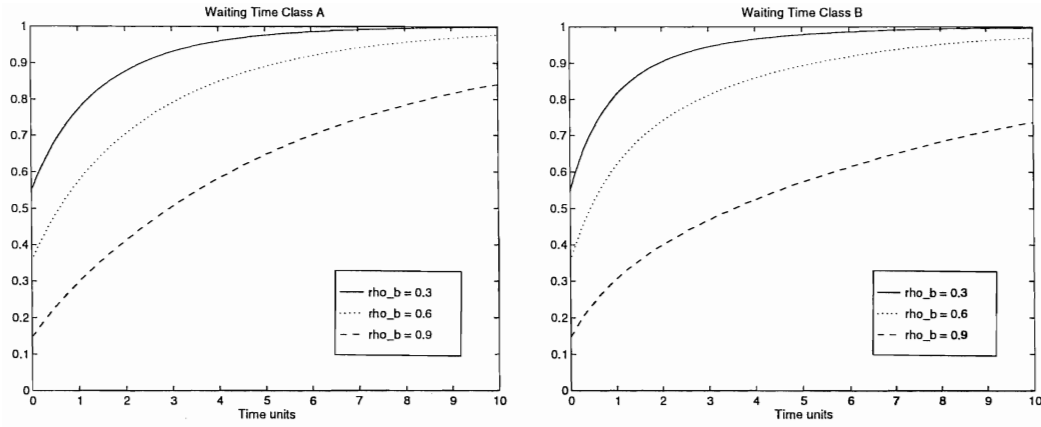 Waiting Time Class A
1
0.9
0.8
0.7
0.6
0.5
0.4
0.3
0.2
0.1
0
rho_b = 0.3
rho_b = 0.6
rho_b = 0.9
0 1 2 3 4 5 6 7 8 9 10
Time units
Waiting Time Class B
1
0.9
0.8
0.7
0.6
0.5
0.4
0.3
0.2
0.1
0
rho_b = 0.3
rho_b = 0.6
rho_b = 0.9
0 1 2 3 4 5 6 7 8 9 10
Time units